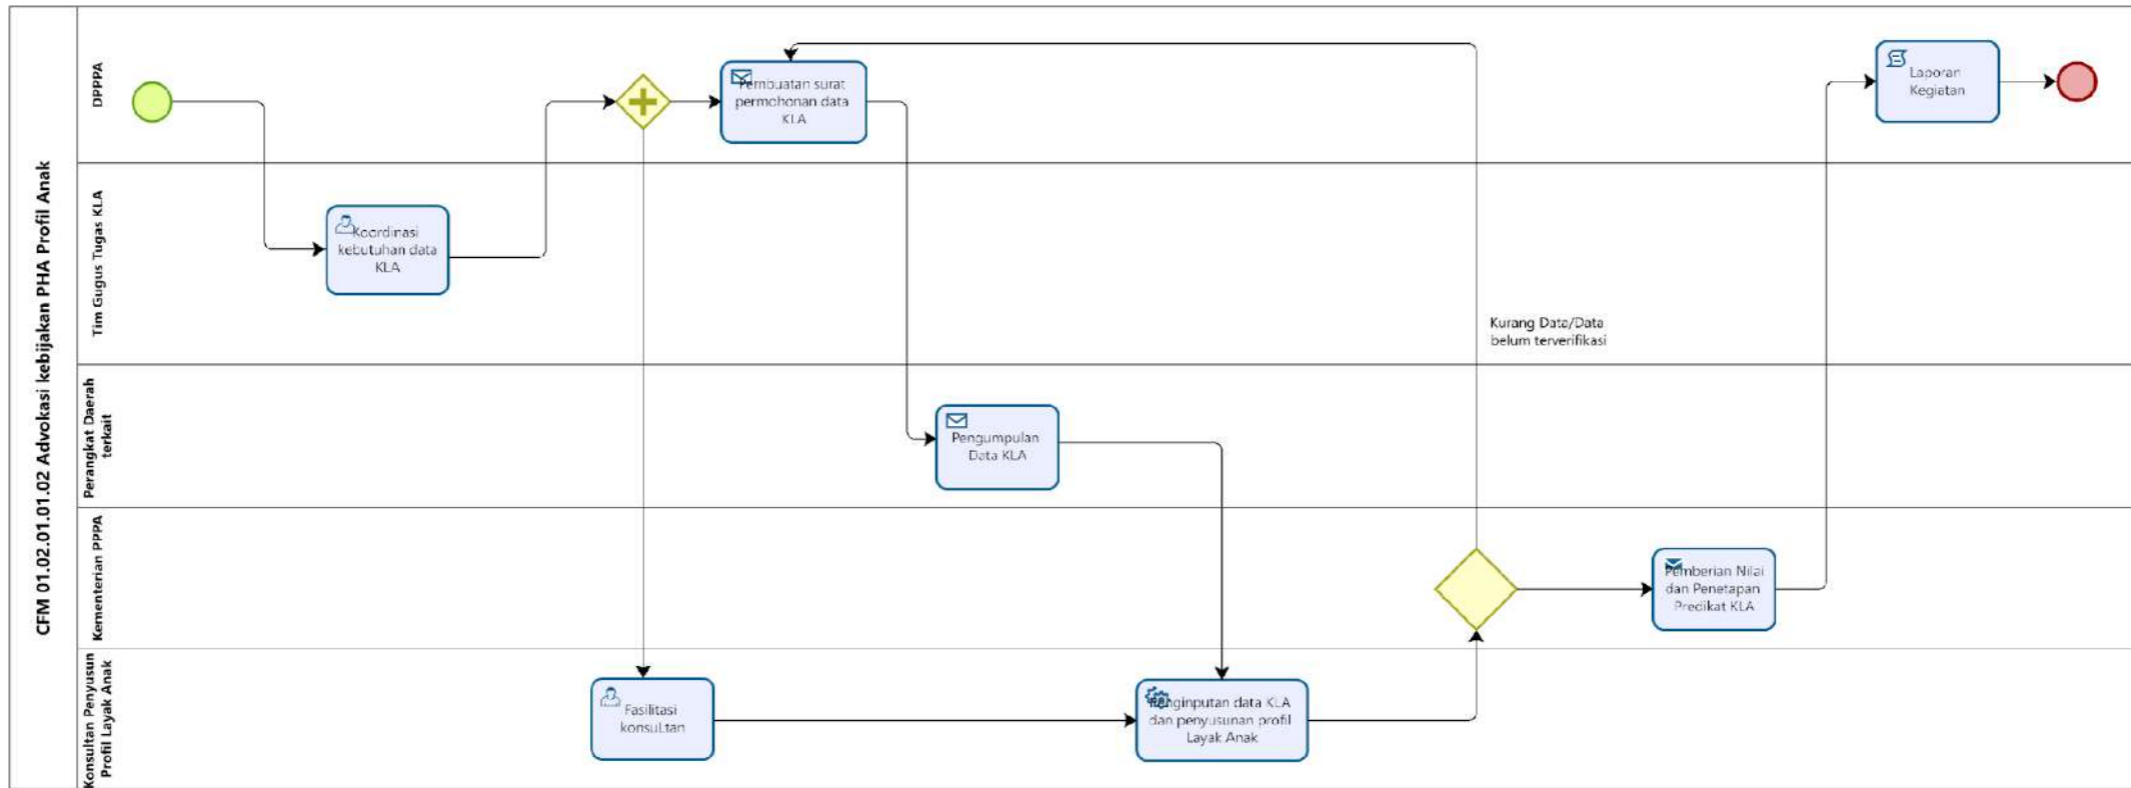 CFM 01.02.01.01.02 Advokasi kebijakan PHA Profil Anak
DPPPA
Pembuatan surat
permohonan data
KLA
Laporan
Kegiatan
Tim Gugus Tugas KLA
Koordinasi
kebutuhan data
KLA
Kurang Data/Data
belum terverifikasi
Perangkat Daerah
terkait
Pengumpulan
Data KLA
Kementerian PPPA
Pemberian Nilai
dan Penetapan
Predikat KLA
Konsultan Penyusun
Profil Layak Anak
Fasilitasi
konsultan
Penginputan data KLA
dan penyusunan profil
Layak Anak